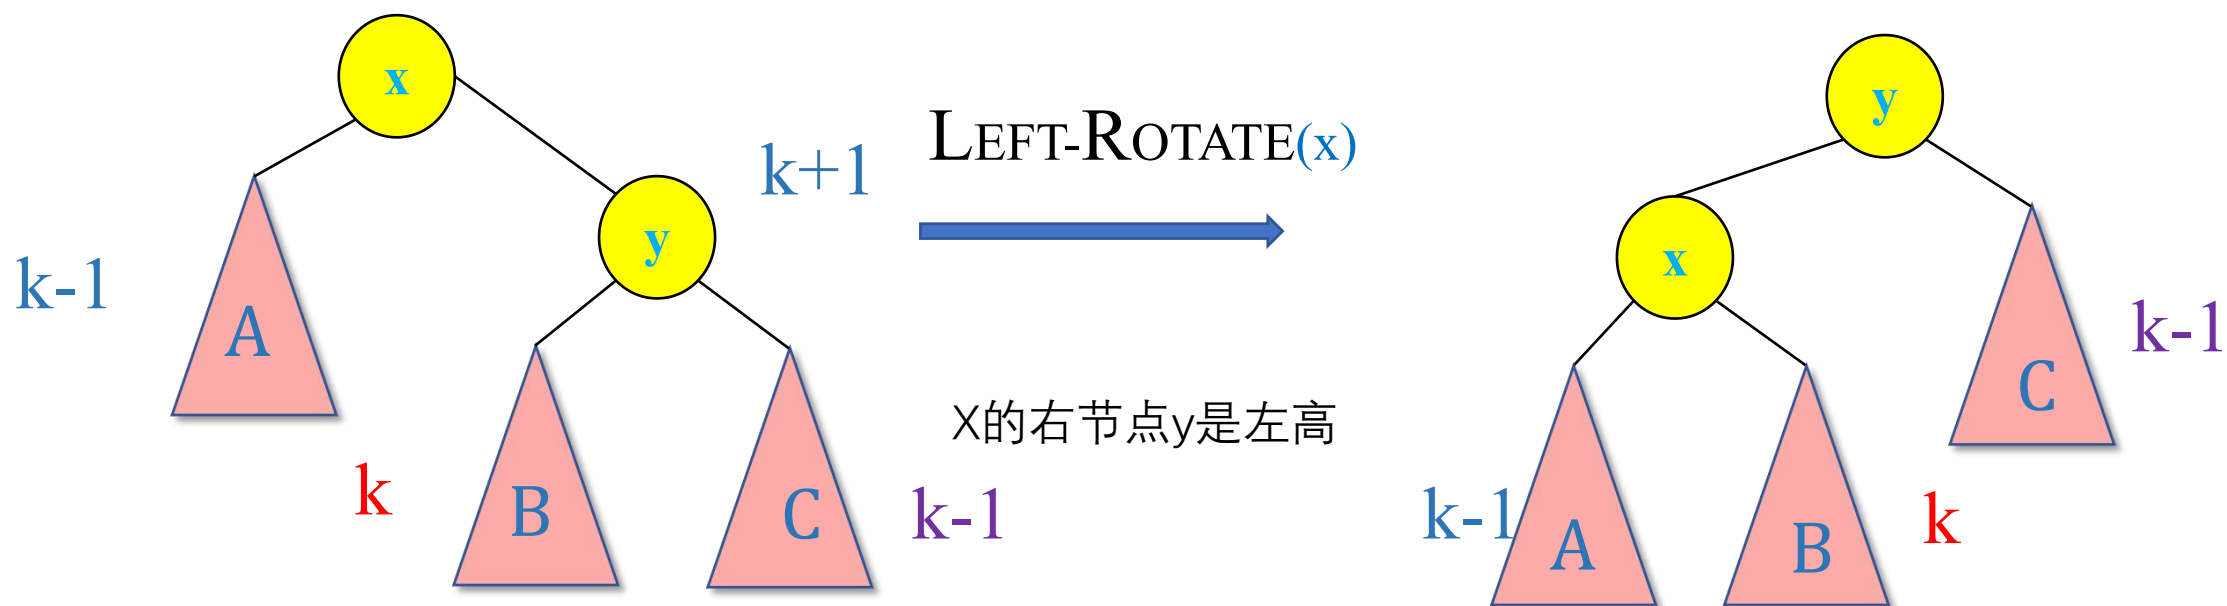 x
y
k+1
k-1
A
k
B
C
k-1
LEFT-ROTATE(x)
X的右节点y是左高
y
x
k-1
C
k-1
A
B
k